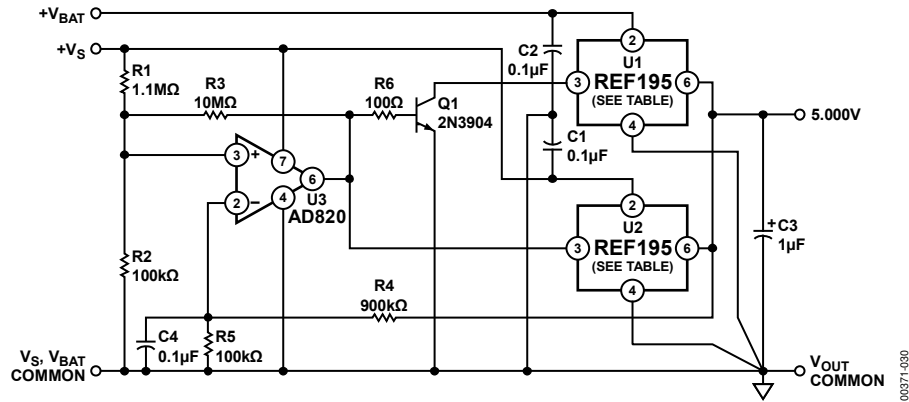 +VBAT
+VS
R1
1.1MΩ
R3
10MΩ
R6
100Ω
Q1
2N3904
C2
0.1µF
2
U1
3
REF195
6
(SEE TABLE)
4
5.000V
C1
0.1µF
3
+
7
6
2
–
4
U3
AD820
2
U2
3
REF195
6
(SEE TABLE)
4
+
C3
1µF
R2
100kΩ
R4
900kΩ
C4
0.1µF
R5
100kΩ
VS, VBAT
COMMON
VOUT
COMMON
00371-030